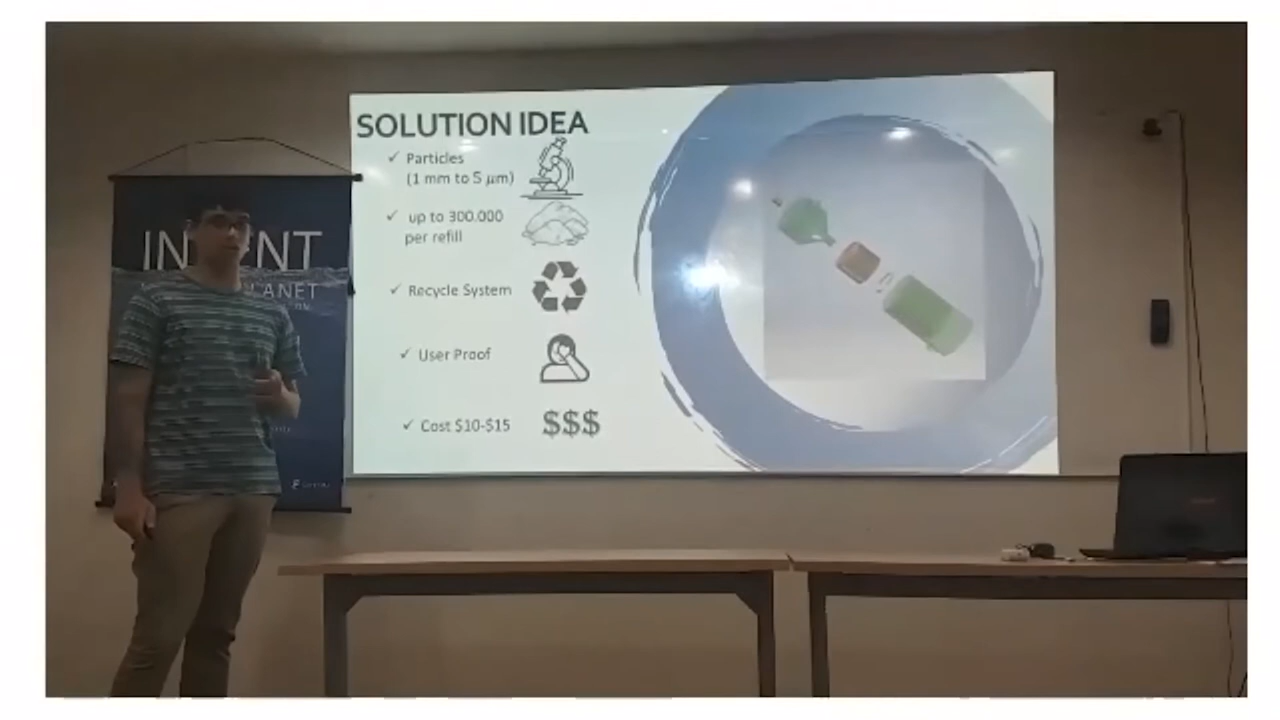 SOLUTION IDEA
✓ Particles
(1 mm to 5 μm)
✓ up to 300.000
per refill
✓ Recycle System
✓ User Proof
✓ Cost $10-$15
$$$